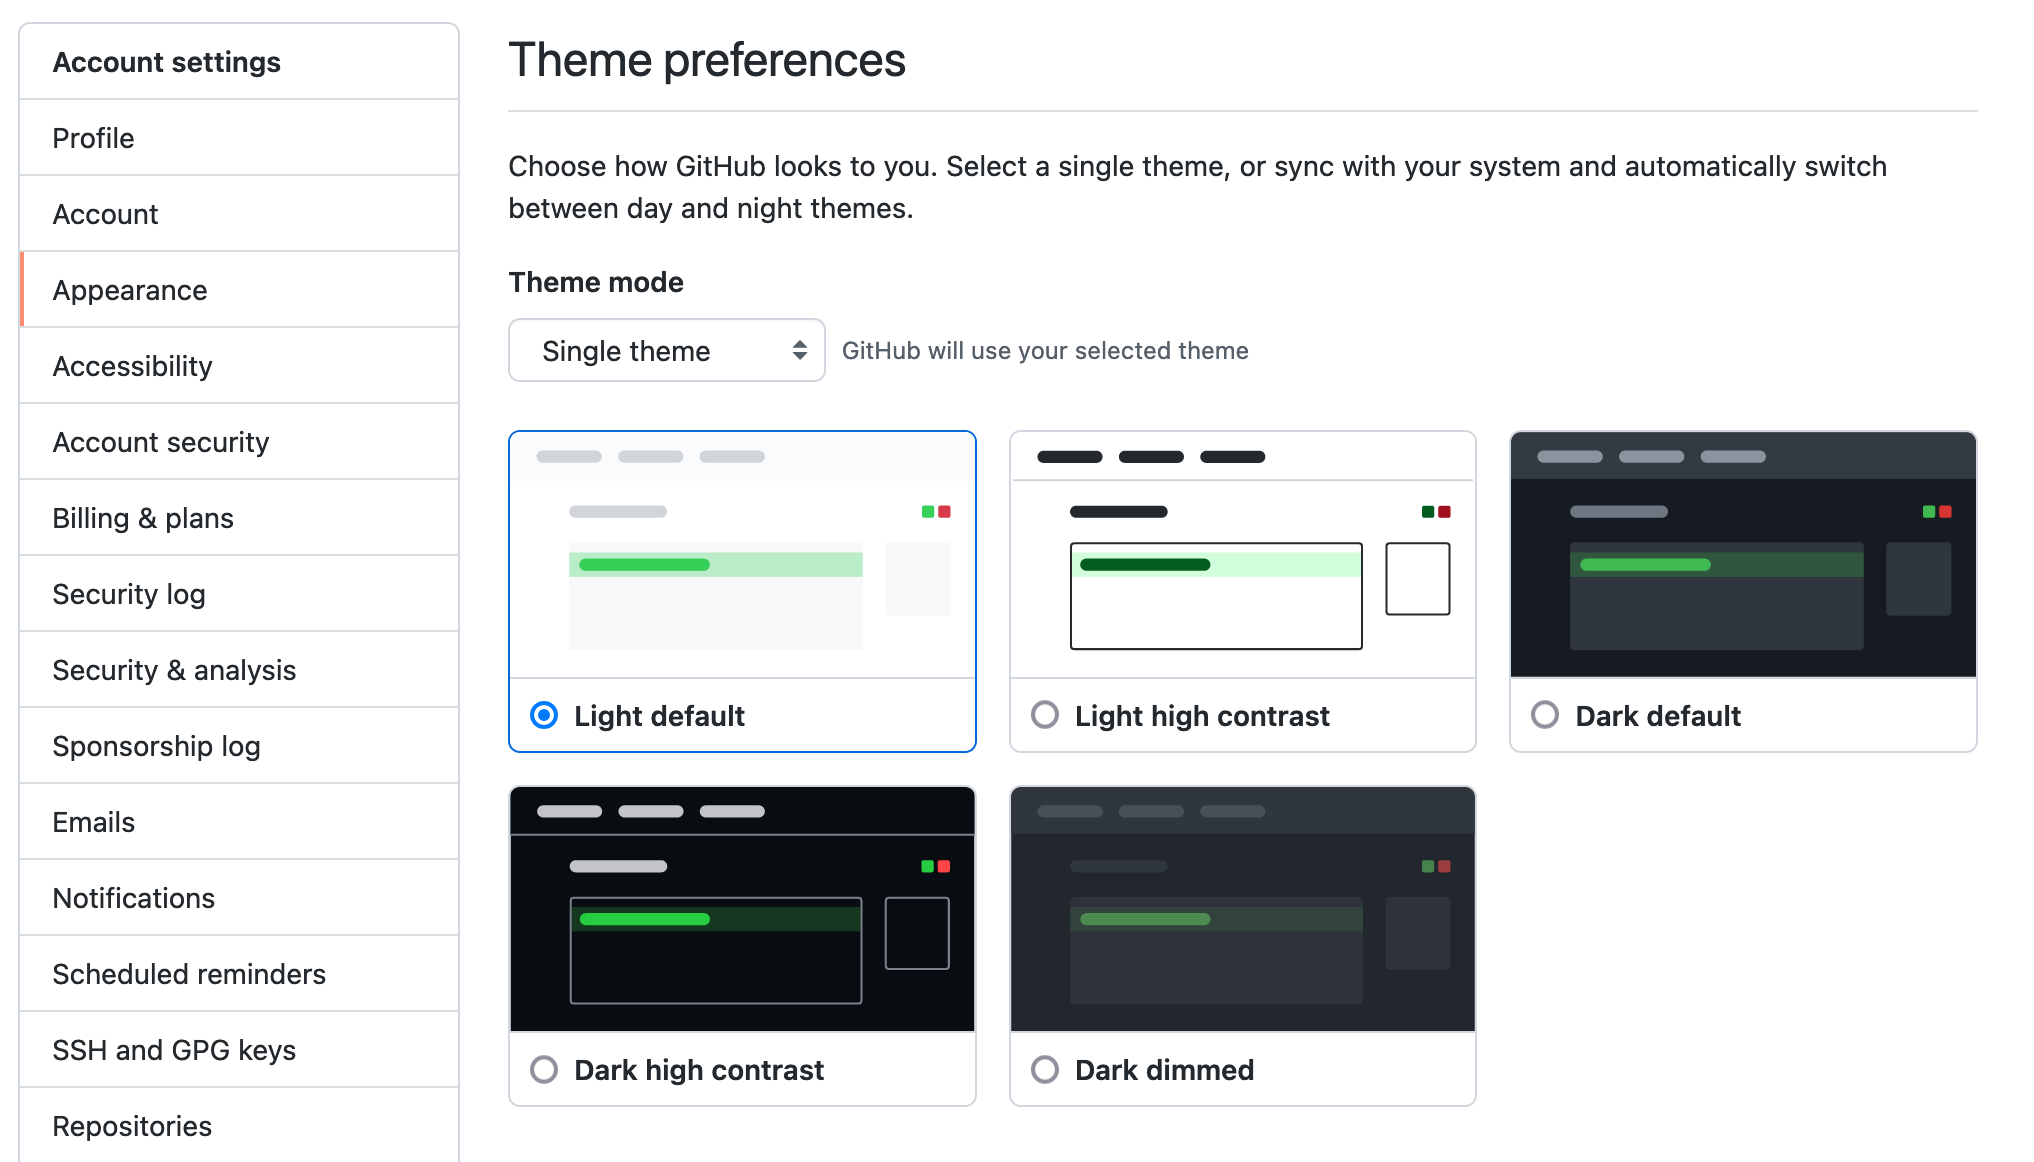 Account settings
Profile
Account
Appearance
Accessibility
Account security
Billing & plans
Security log
Security & analysis
Sponsorship log
Emails
Notifications
Scheduled reminders
SSH and GPG keys
Repositories
Theme preferences
Choose how GitHub looks to you. Select a single theme, or sync with your system and automatically switch
between day and night themes.
Theme mode
Single theme
GitHub will use your selected theme
Light default
Light high contrast
Dark default
Dark high contrast
Dark dimmed